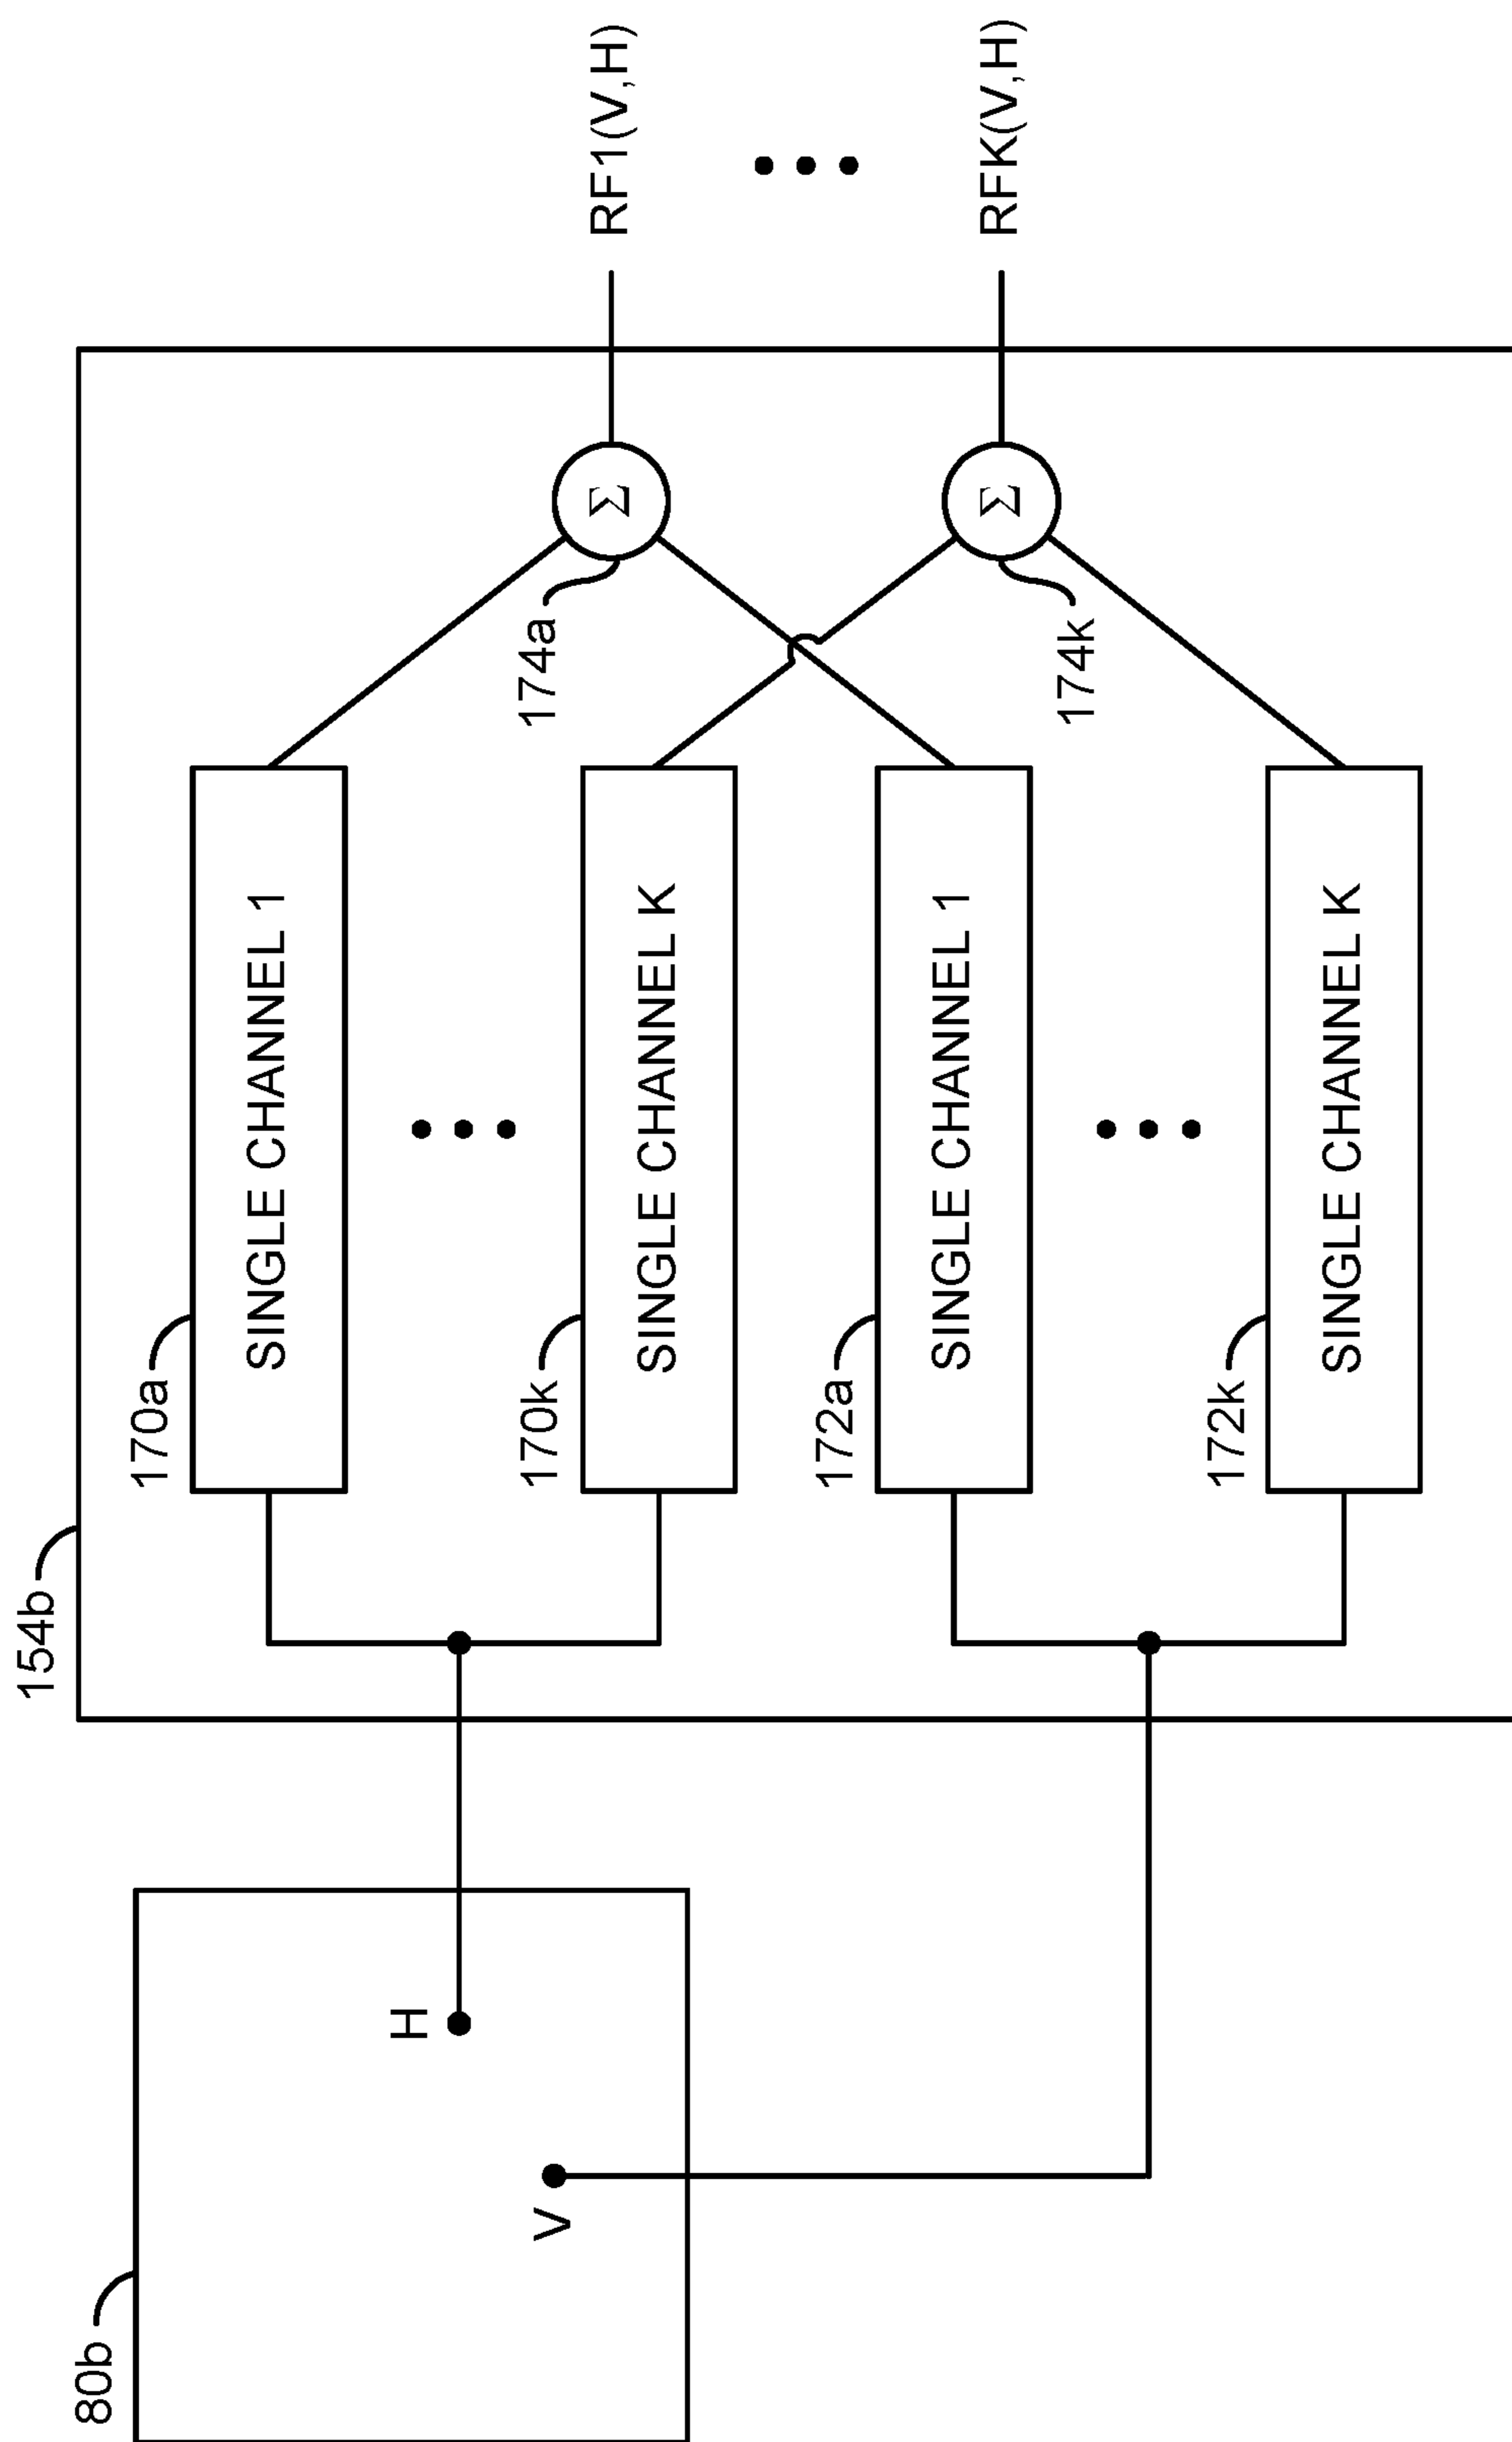 154b
170a
SINGLE CHANNEL 1
174a
Σ
RF1(V,H)
80b
H
170k
SINGLE CHANNEL K
V
172a
SINGLE CHANNEL 1
174k
Σ
RFK(V,H)
172k
SINGLE CHANNEL K